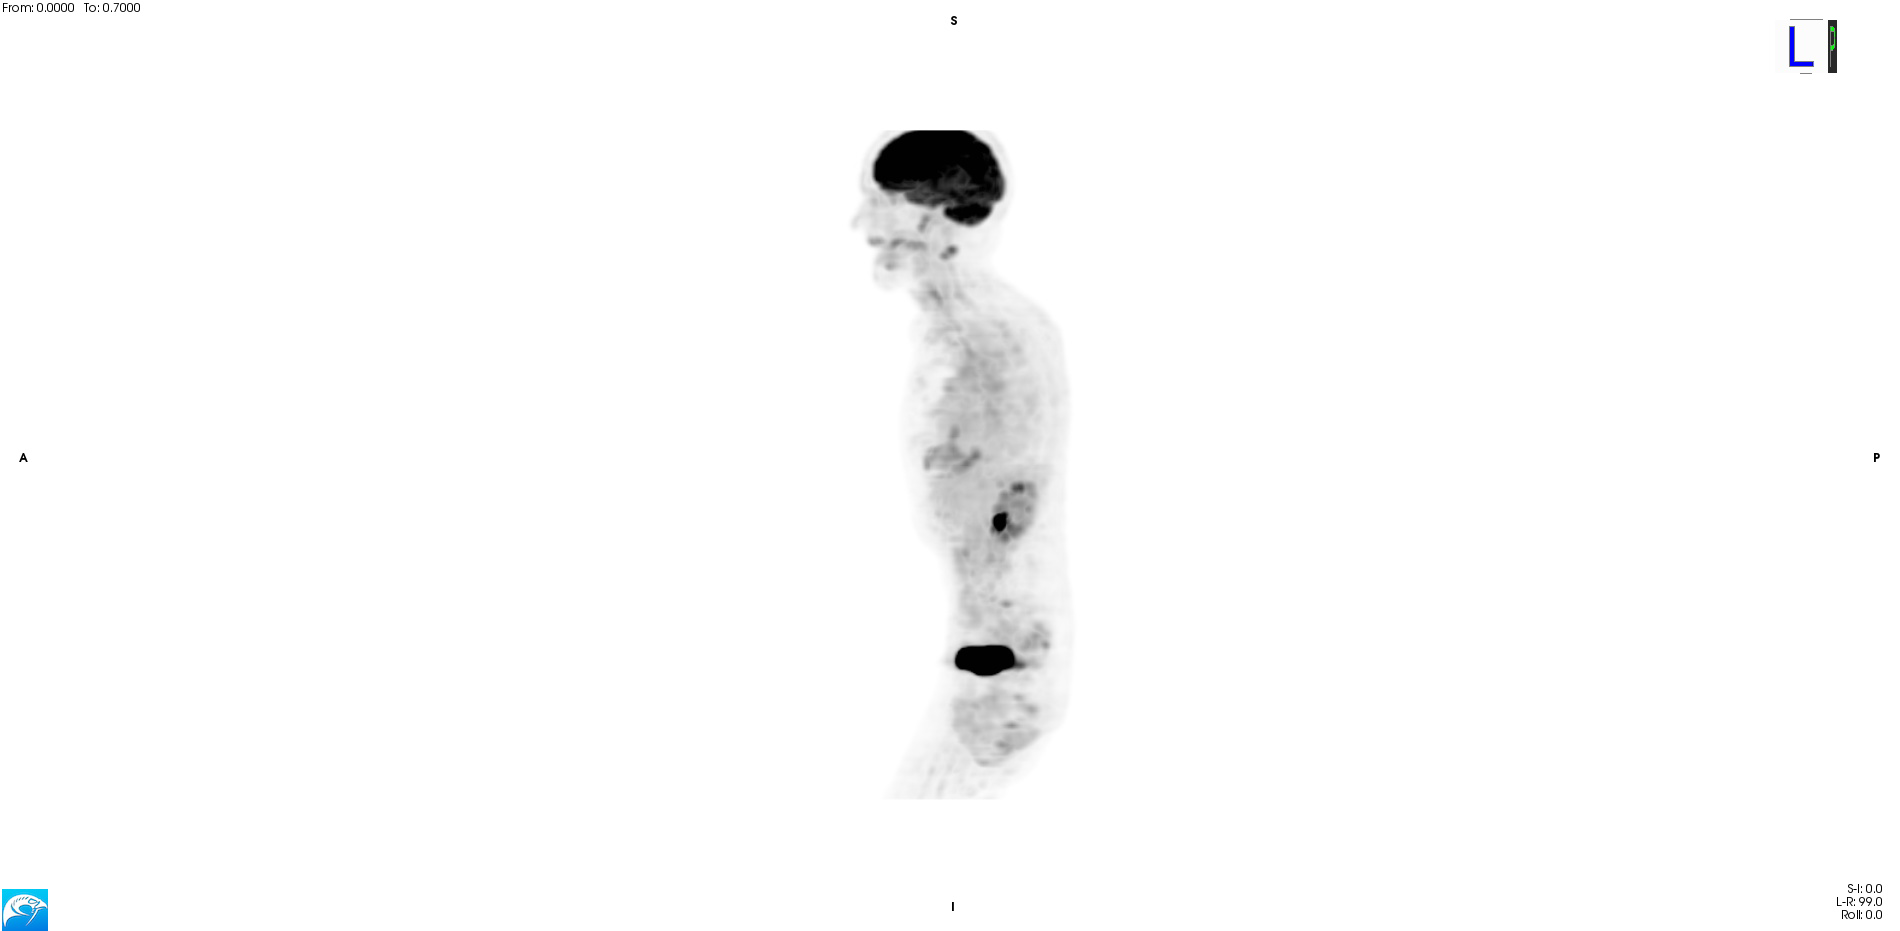 From: 0.0000 To: 0.7000
S
L P
A
P
I
S-I: 0.0
L-R: 99.0
Roll: 0.0